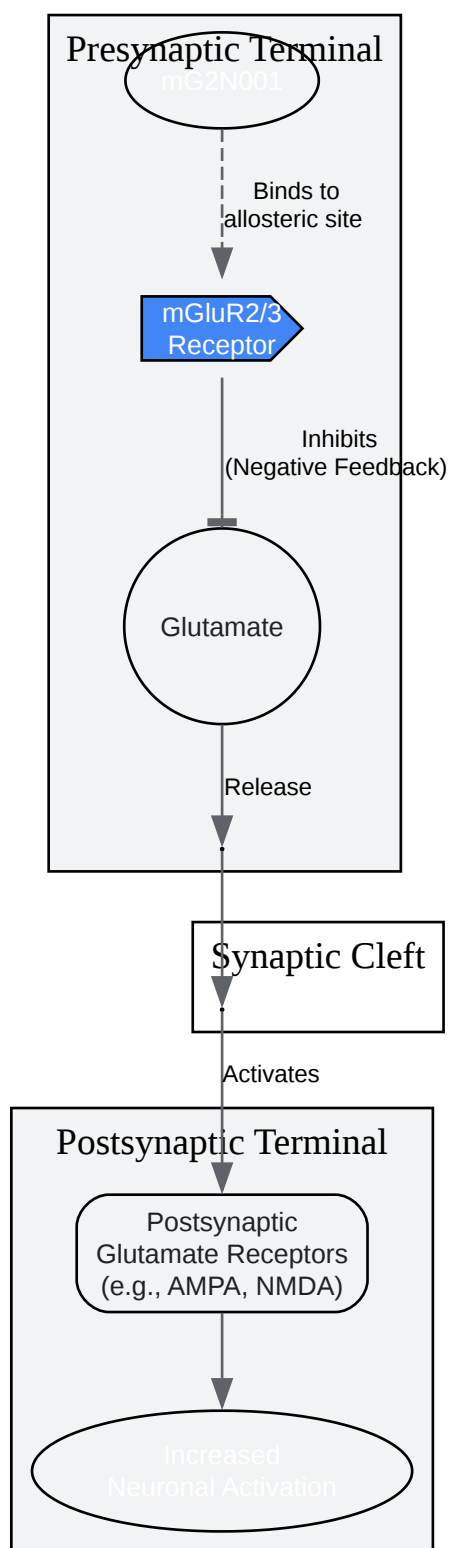 Presynaptic Terminal
mG2N001
Binds to
allosteric site
mGluR2/3
Receptor
Inhibits
(Negative Feedback)
Glutamate
Release
Synaptic Cleft
Activates
Postsynaptic Terminal
Postsynaptic
Glutamate Receptors
(e.g., AMPA, NMDA)
Increased
Neuronal Activation